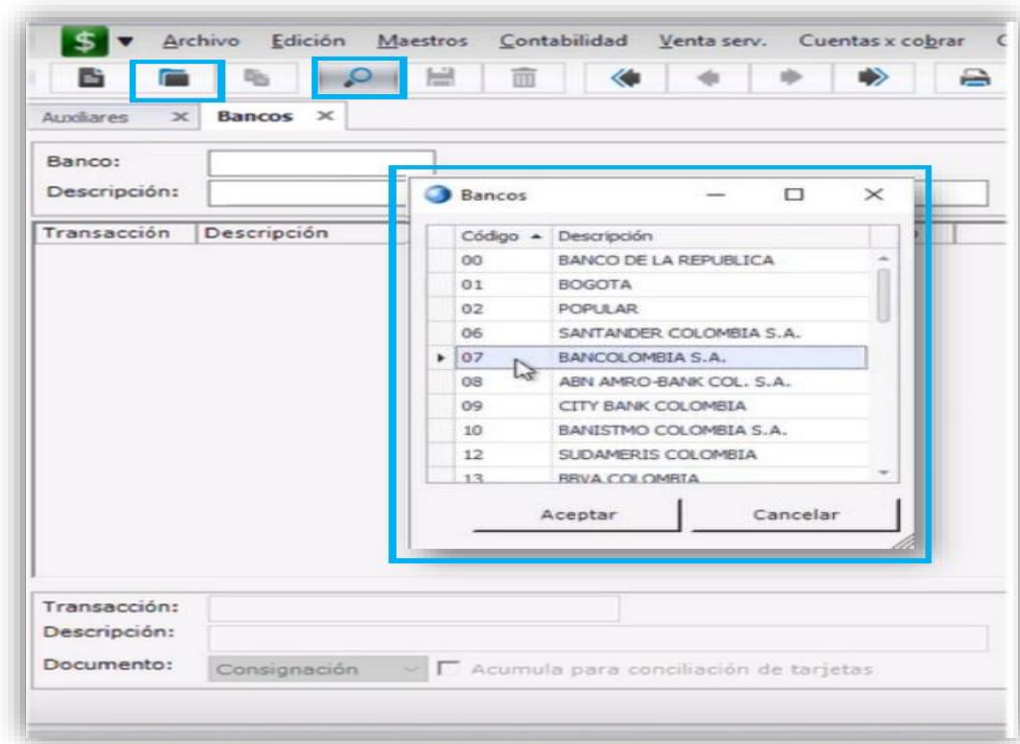 $ Archivo Edición Maestros Contabilidad Venta serv. Cuentas x cobrar
Auxiliares Bancos
Banco:
Descripción:
Transacción Descripción
Bancos
Código Descripción
00 BANCO DE LA REPUBLICA
01 BOGOTA
02 POPULAR
06 SANTANDER COLOMBIA S.A.
07 BANCOLOMBIA S.A.
08 ABN AMRO-BANK COL. S.A.
09 CITY BANK COLOMBIA
10 BANISTMO COLOMBIA S.A.
12 SUDAMERIS COLOMBIA
13 BBVA COLOMBIA
Aceptar Cancelar
Transacción:
Descripción:
Documento: Consignación Acumula para conciliación de tarjetas